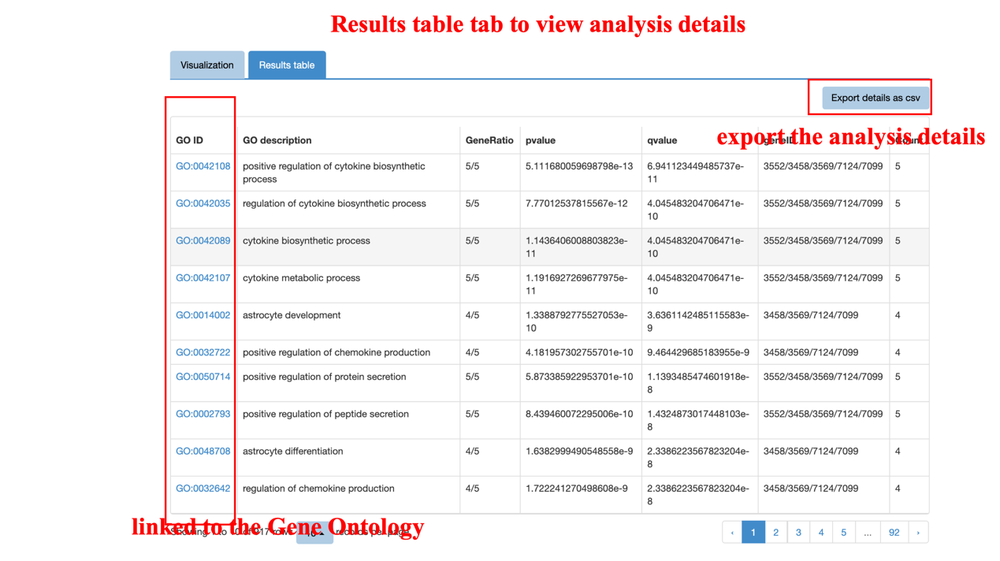 Results table tab to view analysis details
Visualization
Results table
Export details as csv
export the analysis details
GO ID GO description GeneRatio pvalue qvalue geneID Count
GO:0042108 positive regulation of cytokine biosynthetic 5/5 5.111680059698798e-13 6.941123449485737e- 3552/3458/3569/7124/7099 5
process 11
GO:0042035 regulation of cytokine biosynthetic process 5/5 7.77012537815567e-12 4.045483204706471e- 3552/3458/3569/7124/7099 5
10
GO:0042089 cytokine biosynthetic process 5/5 1.1436406008803823e- 4.045483204706471e- 3552/3458/3569/7124/7099 5
11 10
GO:0042107 cytokine metabolic process 5/5 1.1916927269677975e- 4.045483204706471e- 3552/3458/3569/7124/7099 5
11 10
GO:0014002 astrocyte development 4/5 1.3388792775527053e- 3.6361142485115583e- 3458/3569/7124/7099 4
10 9
GO:0032722 positive regulation of chemokine production 4/5 4.181957302755701e-10 9.464429685183955e-9 3458/3569/7124/7099 4
GO:0050714 positive regulation of protein secretion 5/5 5.873385922953701e-10 1.1393485474601918e- 3552/3458/3569/7124/7099 5
8
GO:0002793 positive regulation of peptide secretion 5/5 8.439460072295006e-10 1.4324873017448103e- 3552/3458/3569/7124/7099 5
8
GO:0048708 astrocyte differentiation 4/5 1.6382999490548558e-9 2.3386223567823204e- 3458/3569/7124/7099 4
8
GO:0032642 regulation of chemokine production 4/5 1.722241270498608e-9 2.3386223567823204e- 3458/3569/7124/7099 4
8
linked to the Gene Ontology
Showing 1 to 10 of 917 rows 10 records per page
‹ 1 2 3 4 5 ... 92 ›